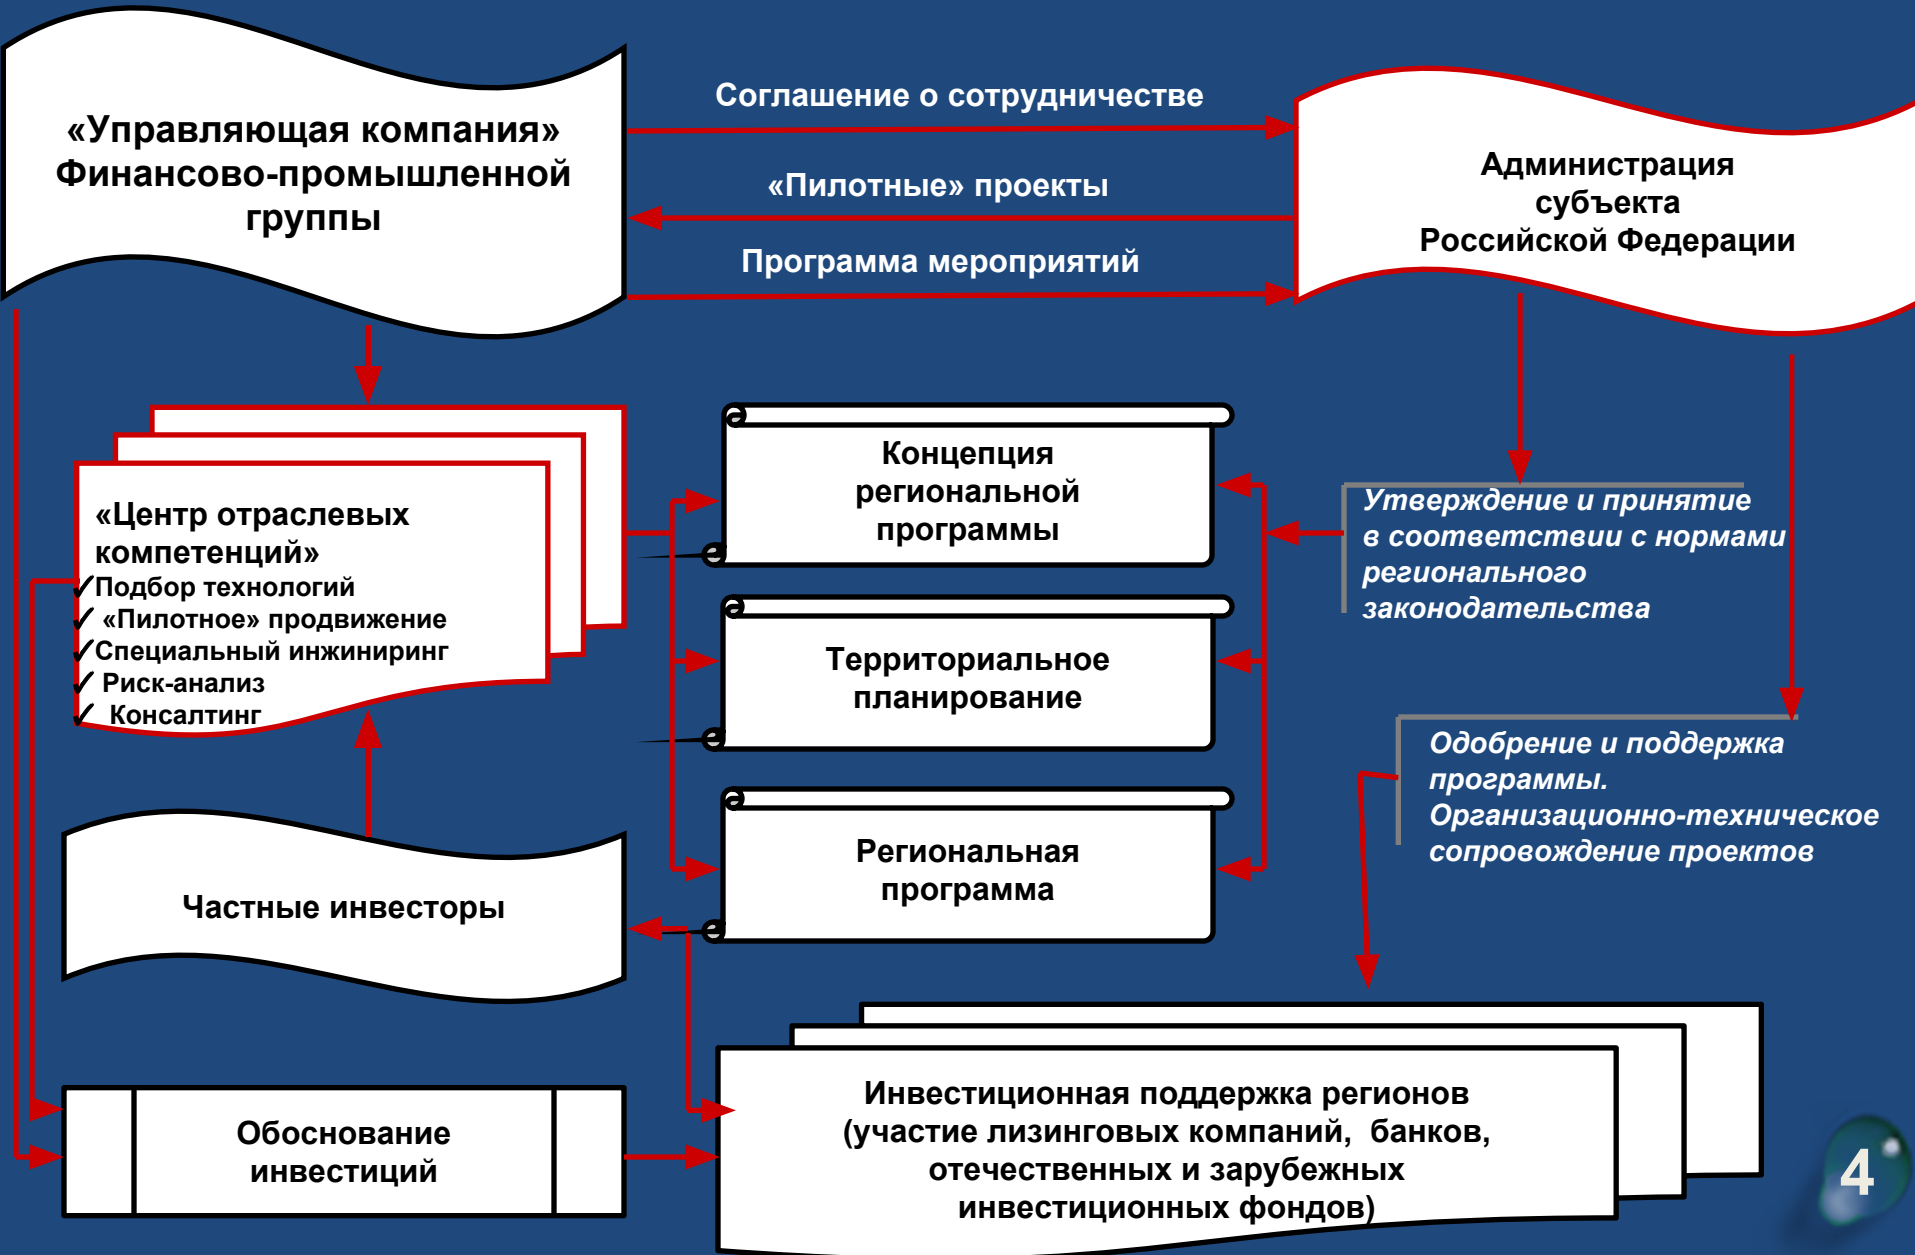 «Управляющая компания»
Финансово-промышленной
группы
Соглашение о сотрудничестве
«Пилотные» проекты
Программа мероприятий
Администрация
субъекта
Российской Федерации
«Центр отраслевых
компетенций»
✓Подбор технологий
✓ «Пилотное» продвижение
✓Специальный инжиниринг
✓ Риск-анализ
✓ Консалтинг
Концепция
региональной
программы
Территориальное
планирование
Региональная
программа
Утверждение и принятие
в соответствии с нормами
регионального
законодательства
Одобрение и поддержка
программы.
Организационно-техническое
сопровождение проектов
Частные инвесторы
Обоснование
инвестиций
Инвестиционная поддержка регионов
(участие лизинговых компаний, банков,
отечественных и зарубежных
инвестиционных фондов)
4